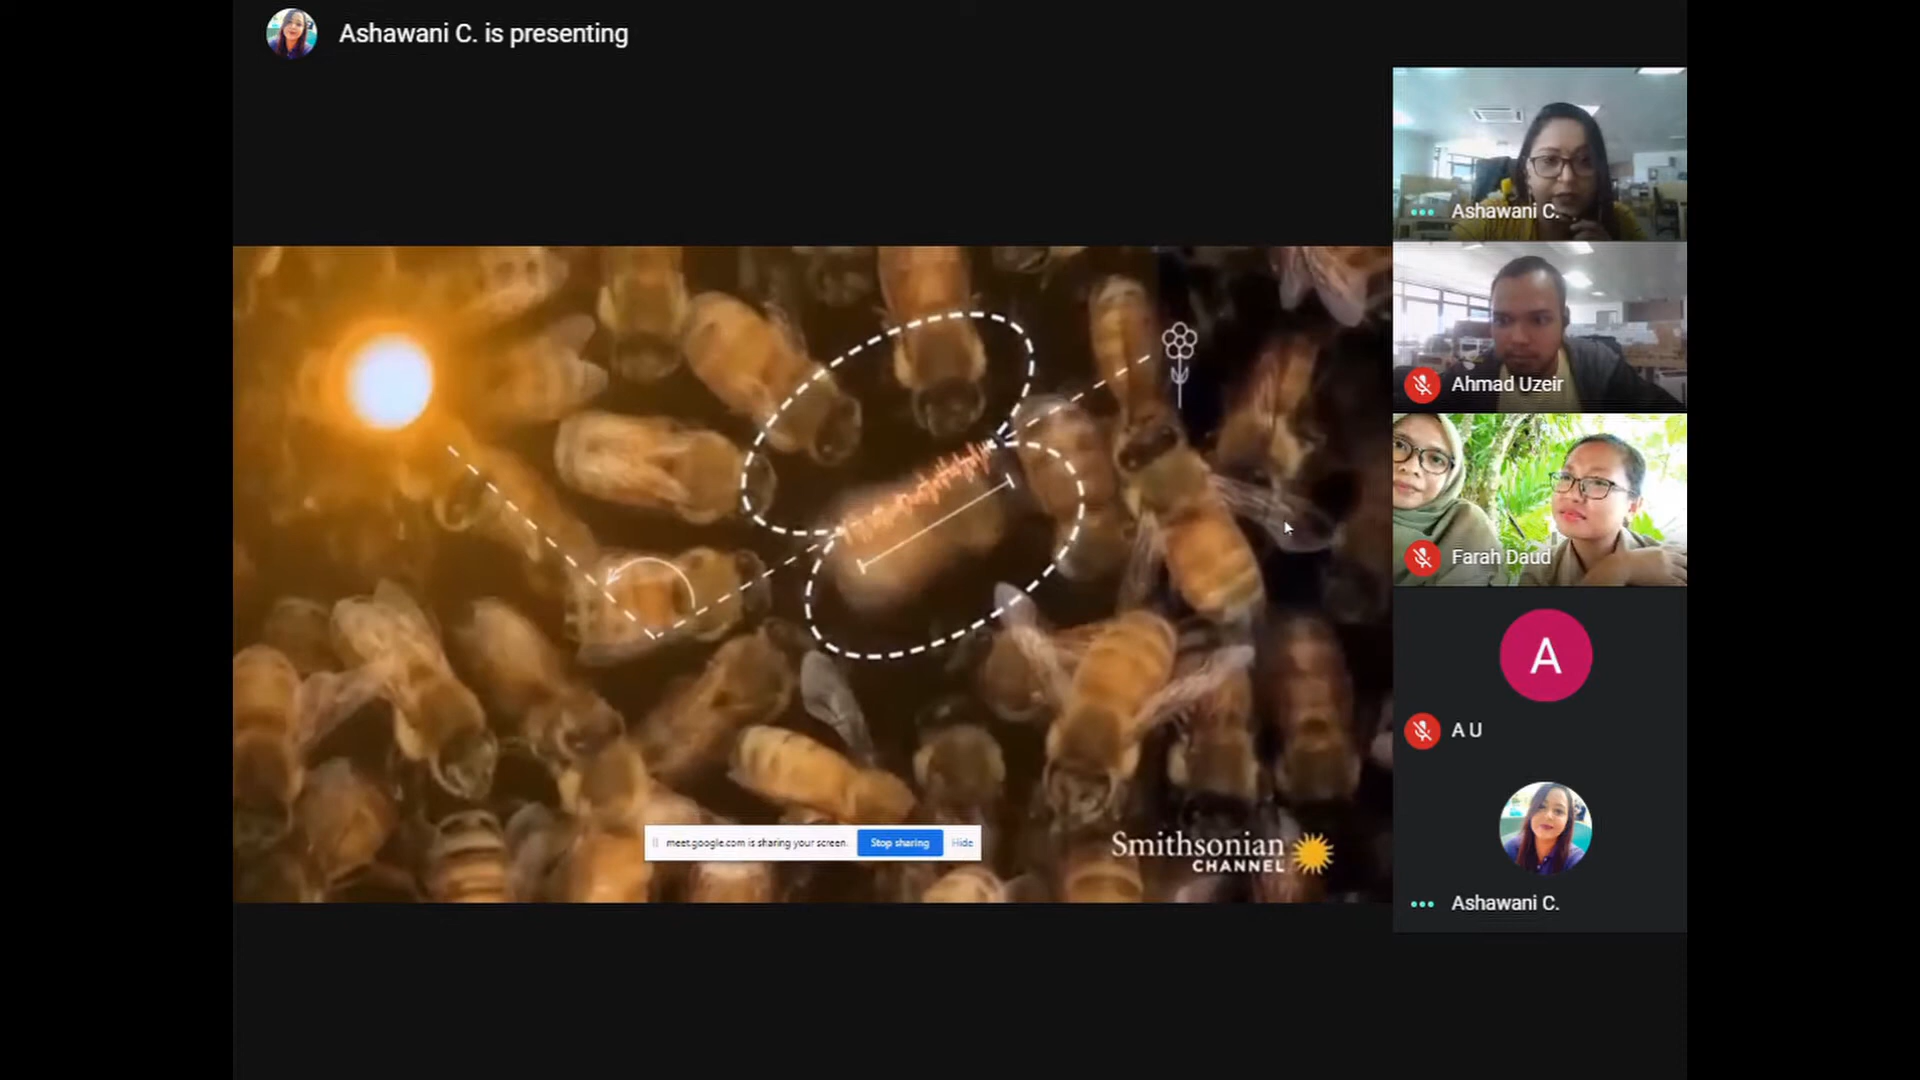 Ashawani C. is presenting
Ashawani C.
Ahmad Uzeir
Farah Daud
A
A U
meet.google.com is sharing your screen.
Stop sharing
Hide
Smithsonian
CHANNEL
Ashawani C.